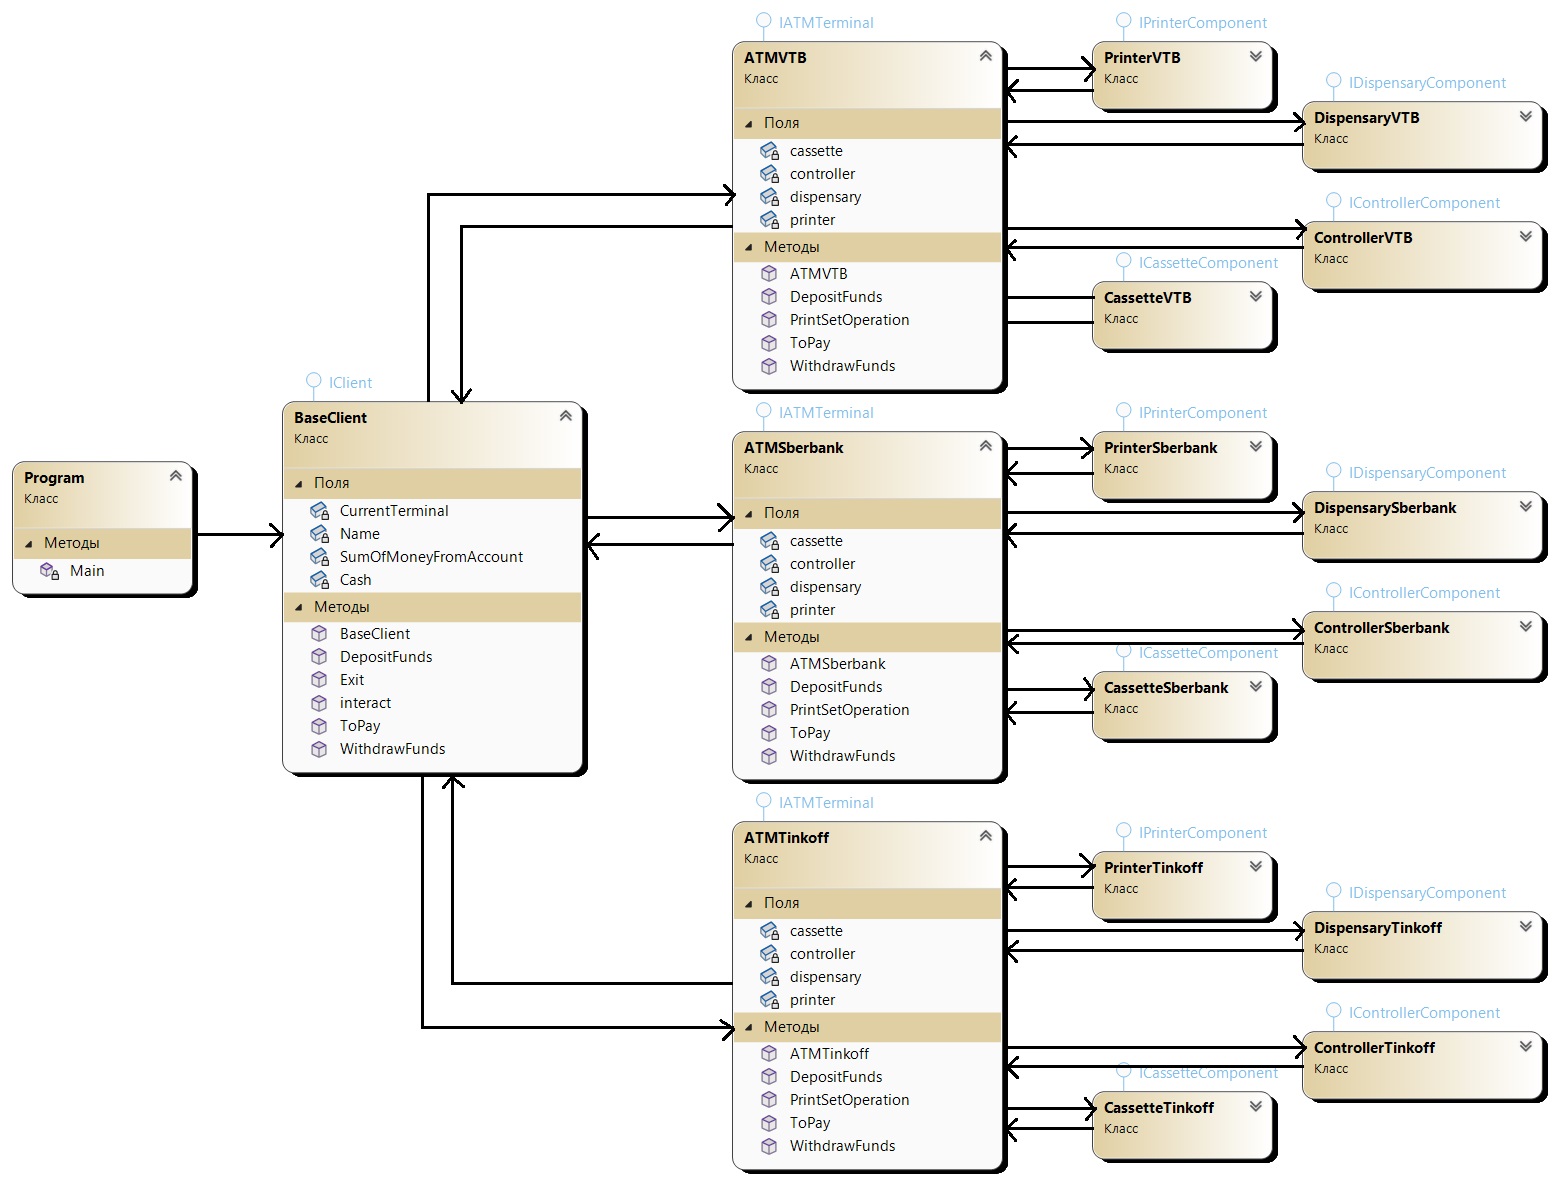 Program
Класс
Методы
Main
IClient
BaseClient
Класс
Поля
CurrentTerminal
Name
SumOfMoneyFromAccount
Cash
Методы
BaseClient
DepositFunds
Exit
interact
ToPay
WithdrawFunds
IATMTerminal
ATMVTB
Класс
Поля
cassette
controller
dispensary
printer
Методы
ATMVTB
DepositFunds
PrintSetOperation
ToPay
WithdrawFunds
IPrinterComponent
PrinterVTB
Класс
IDispensaryComponent
DispensaryVTB
Класс
IControllerComponent
ControllerVTB
Класс
ICassetteComponent
CassetteVTB
Класс
IATMTerminal
ATMSberbank
Класс
Поля
cassette
controller
dispensary
printer
Методы
ATMSberbank
DepositFunds
PrintSetOperation
ToPay
WithdrawFunds
IPrinterComponent
PrinterSberbank
Класс
IDispensaryComponent
DispensarySberbank
Класс
IControllerComponent
ControllerSberbank
Класс
ICassetteComponent
CassetteSberbank
Класс
IATMTerminal
ATMTinkoff
Класс
Поля
cassette
controller
dispensary
printer
Методы
ATMTinkoff
DepositFunds
PrintSetOperation
ToPay
WithdrawFunds
IPrinterComponent
PrinterTinkoff
Класс
IDispensaryComponent
DispensaryTinkoff
Класс
IControllerComponent
ControllerTinkoff
Класс
ICassetteComponent
CassetteTinkoff
Класс